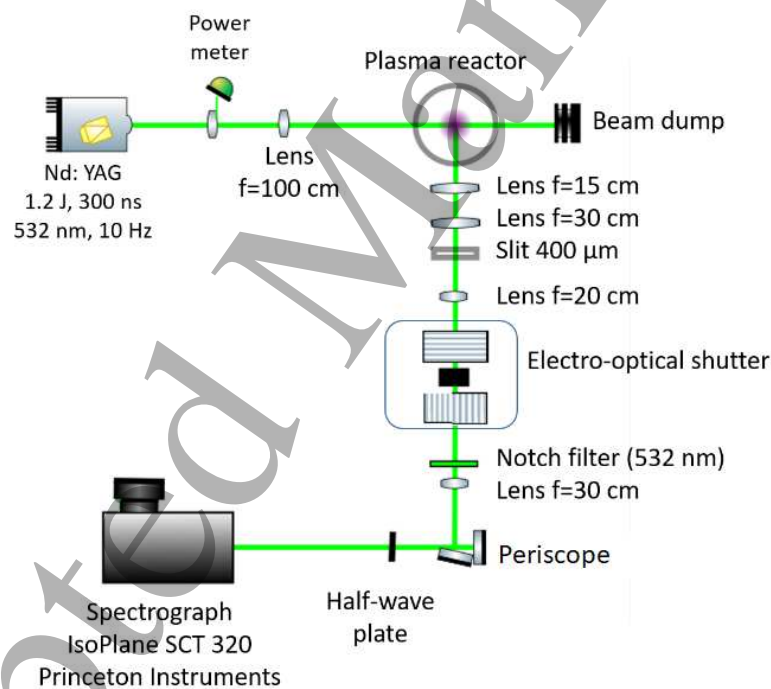 Power
meter
Plasma reactor
Beam dump
Nd: YAG
1.2 J, 300 ns
532 nm, 10 Hz
Lens
f=100 cm
Lens f=15 cm
Lens f=30 cm
Slit 400 µm
Lens f=20 cm
Electro-optical shutter
Notch filter (532 nm)
Lens f=30 cm
Periscope
Half-wave
plate
Spectrograph
IsoPlane SCT 320
Princeton Instruments